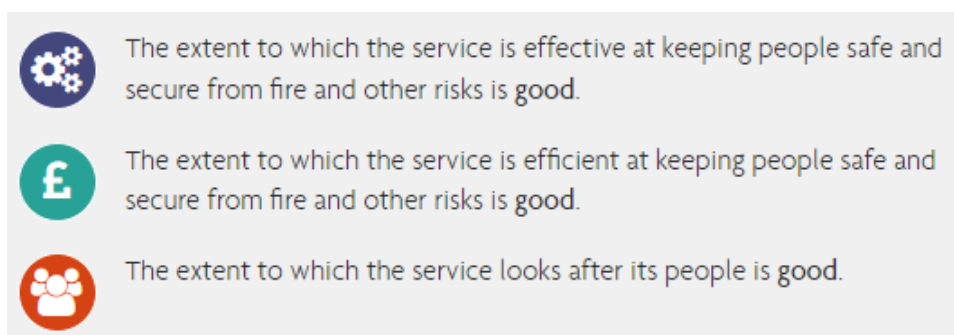 The extent to which the service is effective at keeping people safe and
secure from fire and other risks is good.
£
The extent to which the service is efficient at keeping people safe and
secure from fire and other risks is good.
The extent to which the service looks after its people is good.